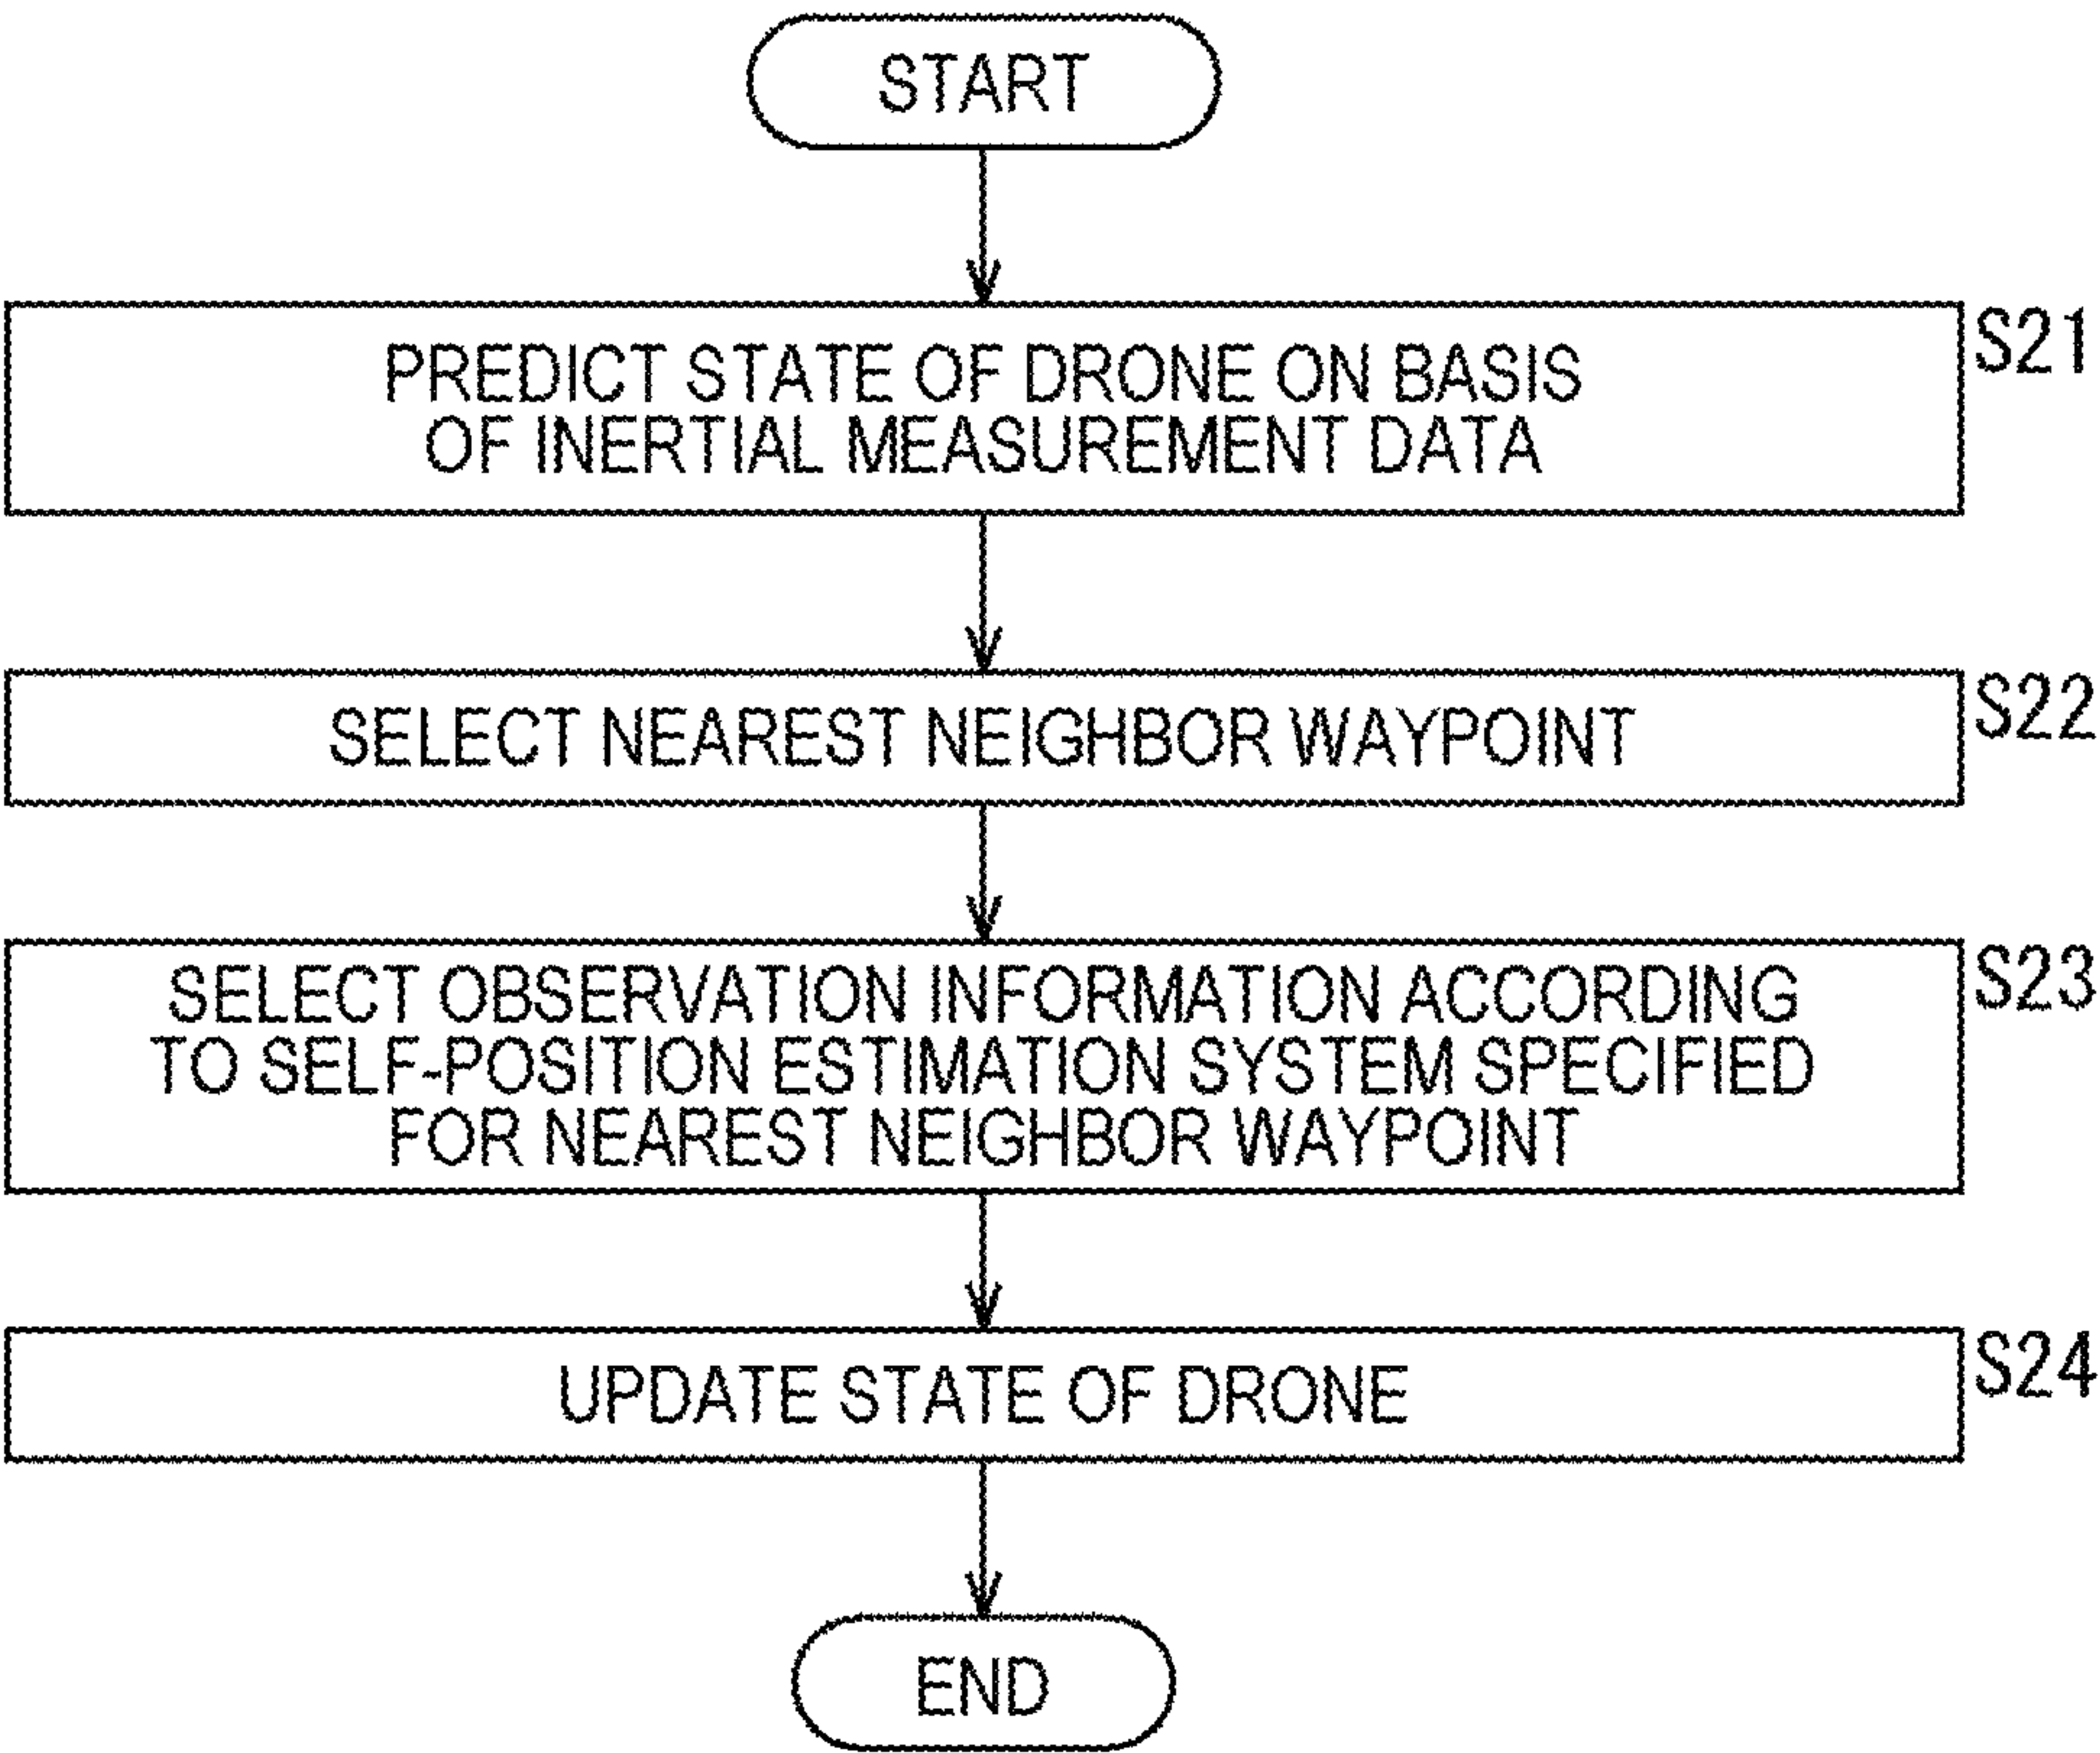 START
S21
PREDICT STATE OF DRONE ON BASIS
OF INERTIAL MEASUREMENT DATA
S22
SELECT NEAREST NEIGHBOR WAYPOINT
S23
SELECT OBSERVATION INFORMATION ACCORDING
TO SELF-POSITION ESTIMATION SYSTEM SPECIFIED
FOR NEAREST NEIGHBOR WAYPOINT
S24
UPDATE STATE OF DRONE
END